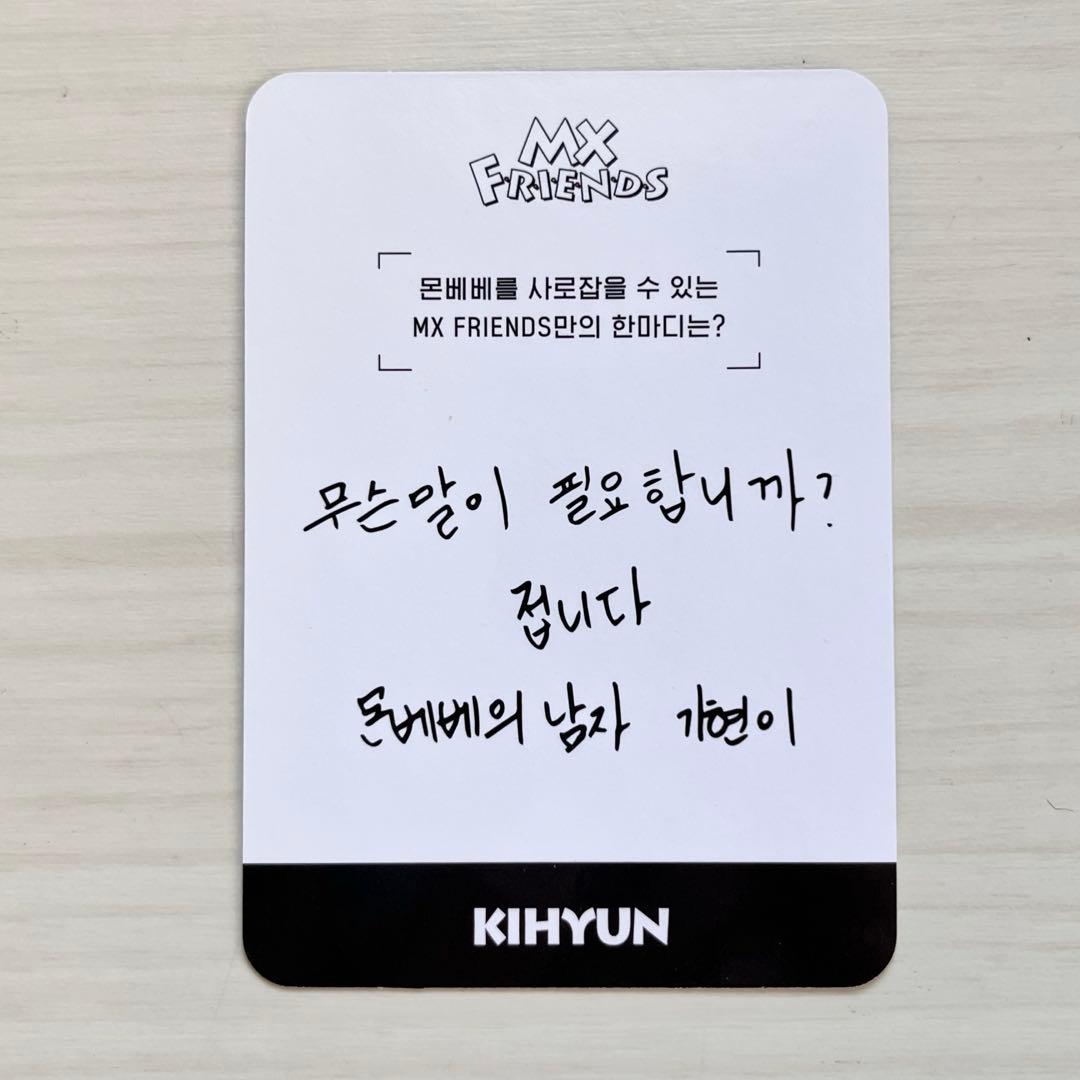 MX
FRIENDS
몬베베를 사로잡을 수 있는
MX FRIENDS만의 한마디는?
무슨말이 필요합니까?
접니다
몬베베의 남자 기현이
KIHYUN